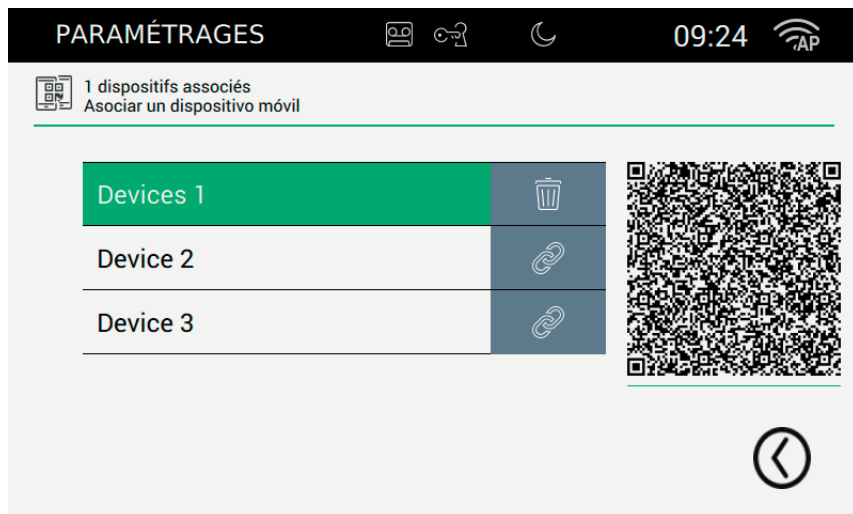 PARAMÉTRAGES
09:24
AP
1 dispositifs associés
Asociar un dispositivo móvil
Devices 1
Device 2
Device 3